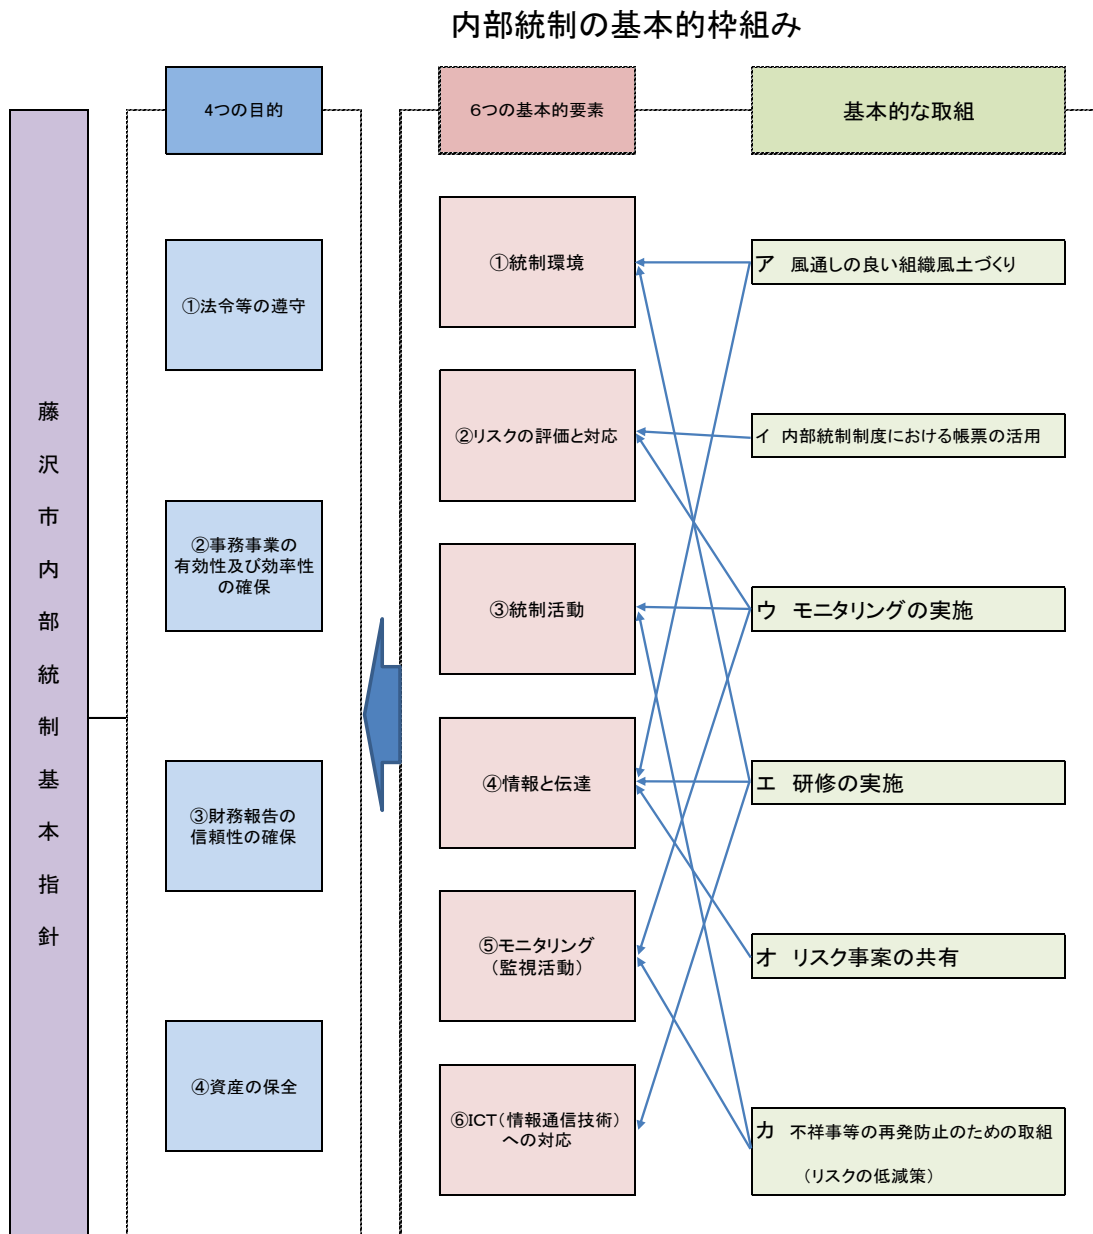 内部統制の基本的枠組み
藤沢市内部統制基本指針
4つの目的
①法令等の遵守
②事務事業の
有効性及び効率性
の確保
③財務報告の
信頼性の確保
④資産の保全
6つの基本的要素
①統制環境
②リスクの評価と対応
③統制活動
④情報と伝達
⑤モニタリング
(監視活動)
⑥ICT(情報通信技術)
への対応
基本的な取組
ア 風通しの良い組織風土づくり
イ 内部統制制度における帳票の活用
ウ モニタリングの実施
エ 研修の実施
オ リスク事案の共有
カ 不祥事等の再発防止のための取組
(リスクの低減策)